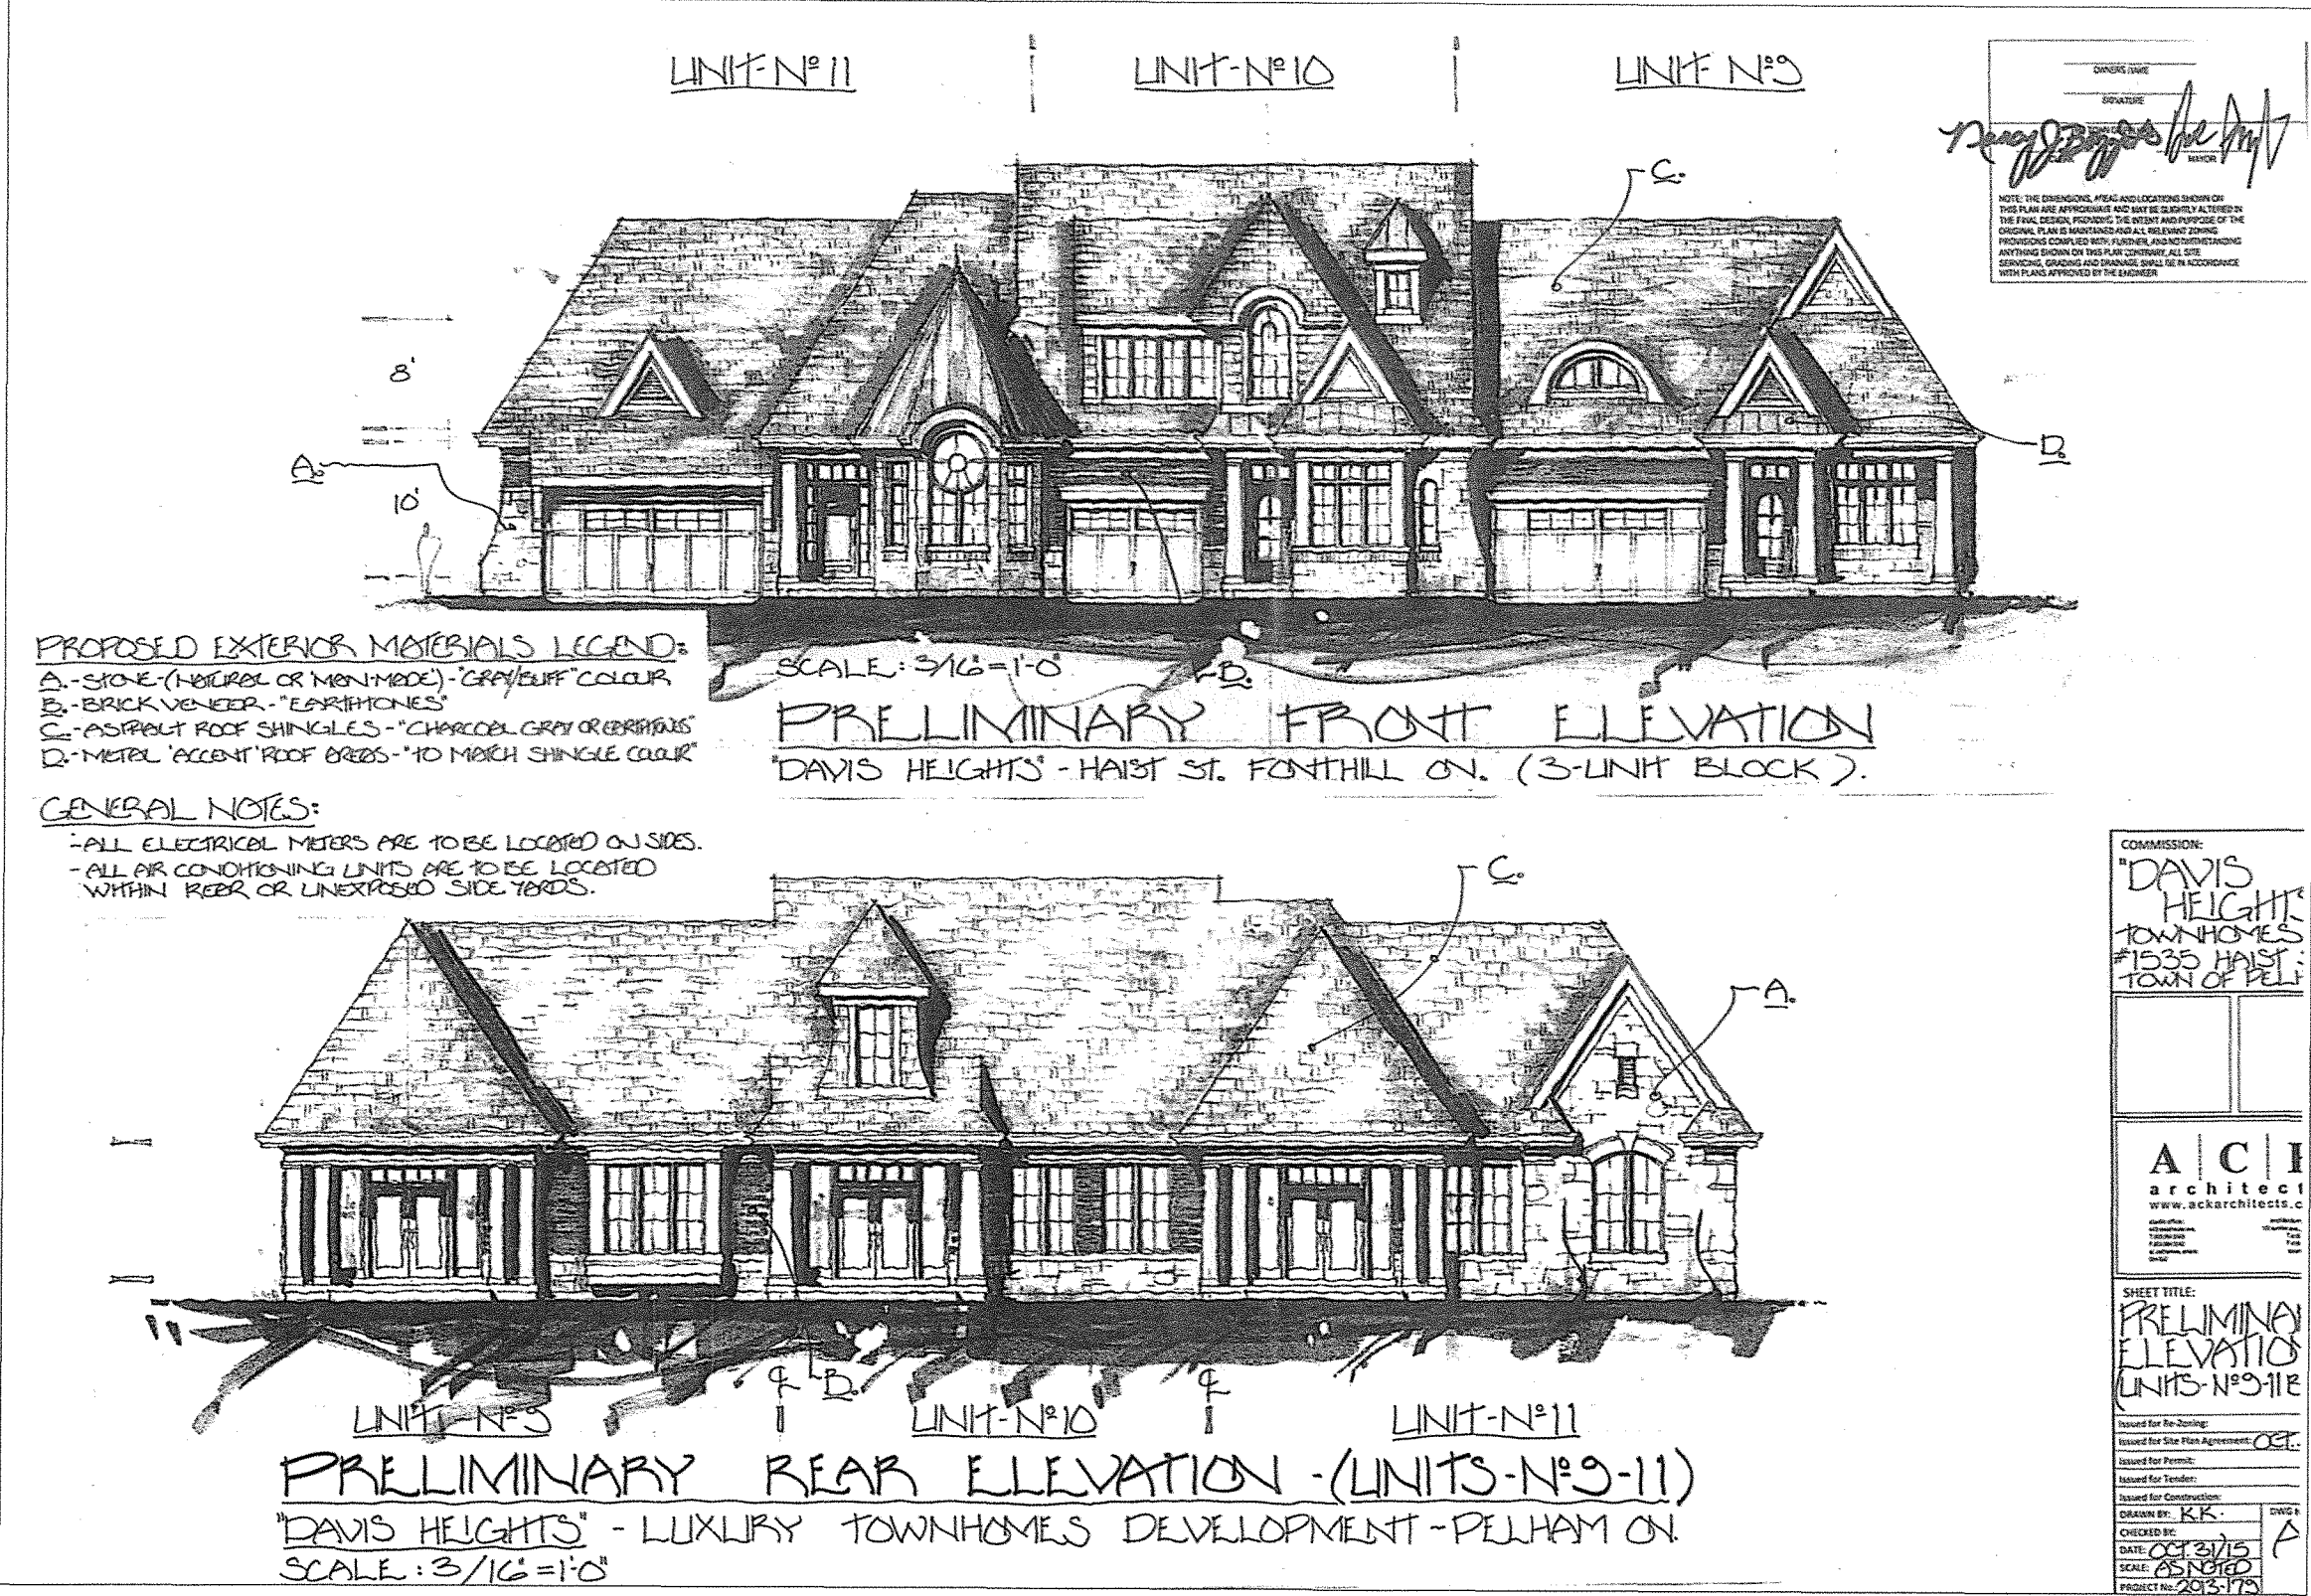 UNIT-Nº11
UNIT-Nº10
UNIT-Nº9
OWNERS NAME
SIGNATURE
MAYOR
NOTE: THE DIMENSIONS, AREAS AND LOCATIONS SHOWN ON
THIS PLAN ARE APPROXIMATE AND MAY BE SLIGHTLY ALTERED IN
THE FINAL DESIGN, PROVIDING THE INTENT AND PURPOSE OF THE
ORIGINAL PLAN IS MAINTAINED AND ALL RELEVANT ZONING
PROVISIONS COMPLIED WITH, FURTHER, AND NOTWITHSTANDING
ANYTHING SHOWN ON THIS PLAN CONTRARY, ALL SITE
SERVICING, GRADING AND DRAINAGE SHALL BE IN ACCORDANCE
WITH PLANS APPROVED BY THE ENGINEER
C.
8'
A.
10'
D.
B.
PROPOSED EXTERIOR MATERIALS LEGEND:
A.-STONE-(NATURAL OR 'MAN-MADE')-"GRAY/BUFF" COLOUR
B.-BRICK VENEER-"EARTHTONES"
C.-ASPHALT ROOF SHINGLES-"CHARCOAL GRAY OR EARTHTONES"
D.-METAL 'ACCENT' ROOF AREAS-"TO MATCH SHINGLE COLOUR"
GENERAL NOTES:
-ALL ELECTRICAL METERS ARE TO BE LOCATED ON SIDES.
-ALL AIR CONDITIONING UNITS ARE TO BE LOCATED
WITHIN REAR OR UNEXPOSED SIDE YARDS.
SCALE: 3/16"=1'-0"
PRELIMINARY FRONT ELEVATION
"DAVIS HEIGHTS" - HAIST ST. FONTHILL ON. (3-UNIT BLOCK).
C.
A.
B.
UNIT-Nº9
UNIT-Nº10
UNIT-Nº11
PRELIMINARY REAR ELEVATION-(UNITS-Nº9-11)
"DAVIS HEIGHTS" - LUXURY TOWNHOMES DEVELOPMENT-PELHAM ON.
SCALE: 3/16"=1'-0"
COMMISSION:
"DAVIS
HEIGHTS
TOWNHOMES
#1535 HAIST
TOWN OF PELH
A C K
architect
www.ackarchitects.c
SHEET TITLE:
PRELIMINA
ELEVATIO
(UNITS-Nº9-11
Issued for Re-Zoning:
Issued for Site Plan Agreement: OCT.
Issued for Permit:
Issued for Tender:
Issued for Construction:
DRAWN BY: K.K.
DWG
CHECKED BY:
A
DATE: OCT. 31/15
SCALE: AS NOTED
PROJECT No.: 2013-179